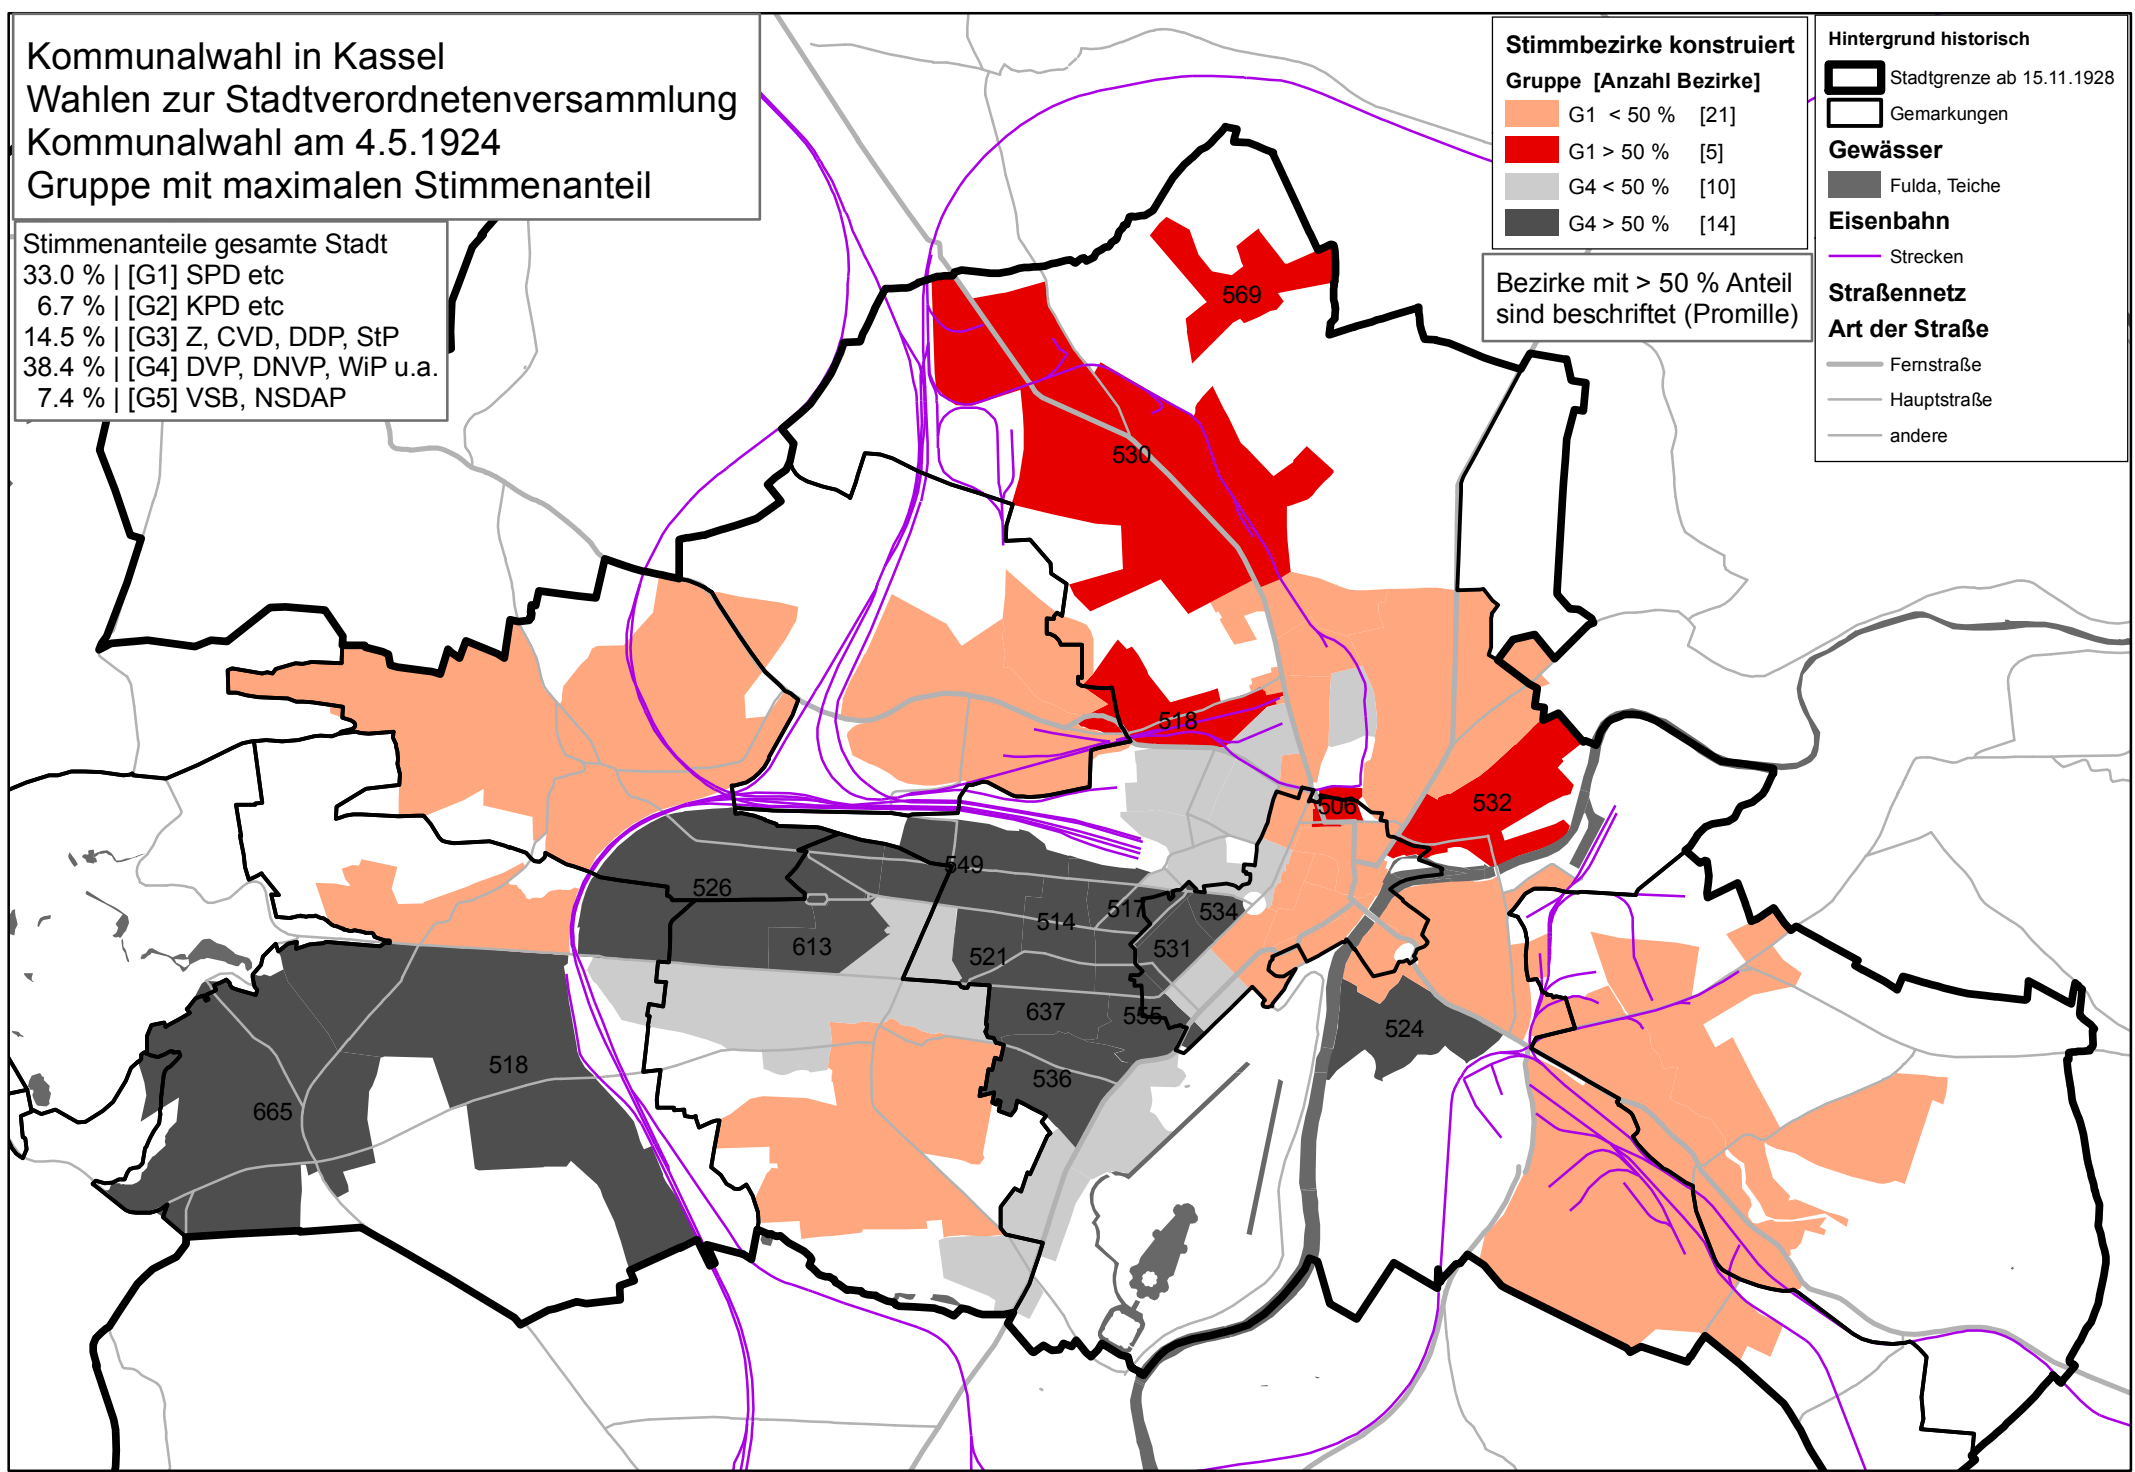 Kommunalwahl in Kassel
Wahlen zur Stadtverordnetenversammlung
Kommunalwahl am 4.5.1924
Gruppe mit maximalen Stimmenanteil
Stimmenanteile gesamte Stadt
33.0 % | [G1] SPD etc
6.7 % | [G2] KPD etc
14.5 % | [G3] Z, CVD, DDP, StP
38.4 % | [G4] DVP, DNVP, WiP u.a.
7.4 % | [G5] VSB, NSDAP
Stimmbezirke konstruiert
Gruppe [Anzahl Bezirke]
G1 < 50 % [21]
G1 > 50 % [5]
G4 < 50 % [10]
G4 > 50 % [14]
Bezirke mit > 50 % Anteil
sind beschriftet (Promille)
Hintergrund historisch
Stadtgrenze ab 15.11.1928
Gemarkungen
Gewässer
Fulda, Teiche
Eisenbahn
Strecken
Straßennetz
Art der Straße
Fernstraße
Hauptstraße
andere
569
530
518
506
532
549
526
517
534
514
613
531
521
637
555
524
518
536
665